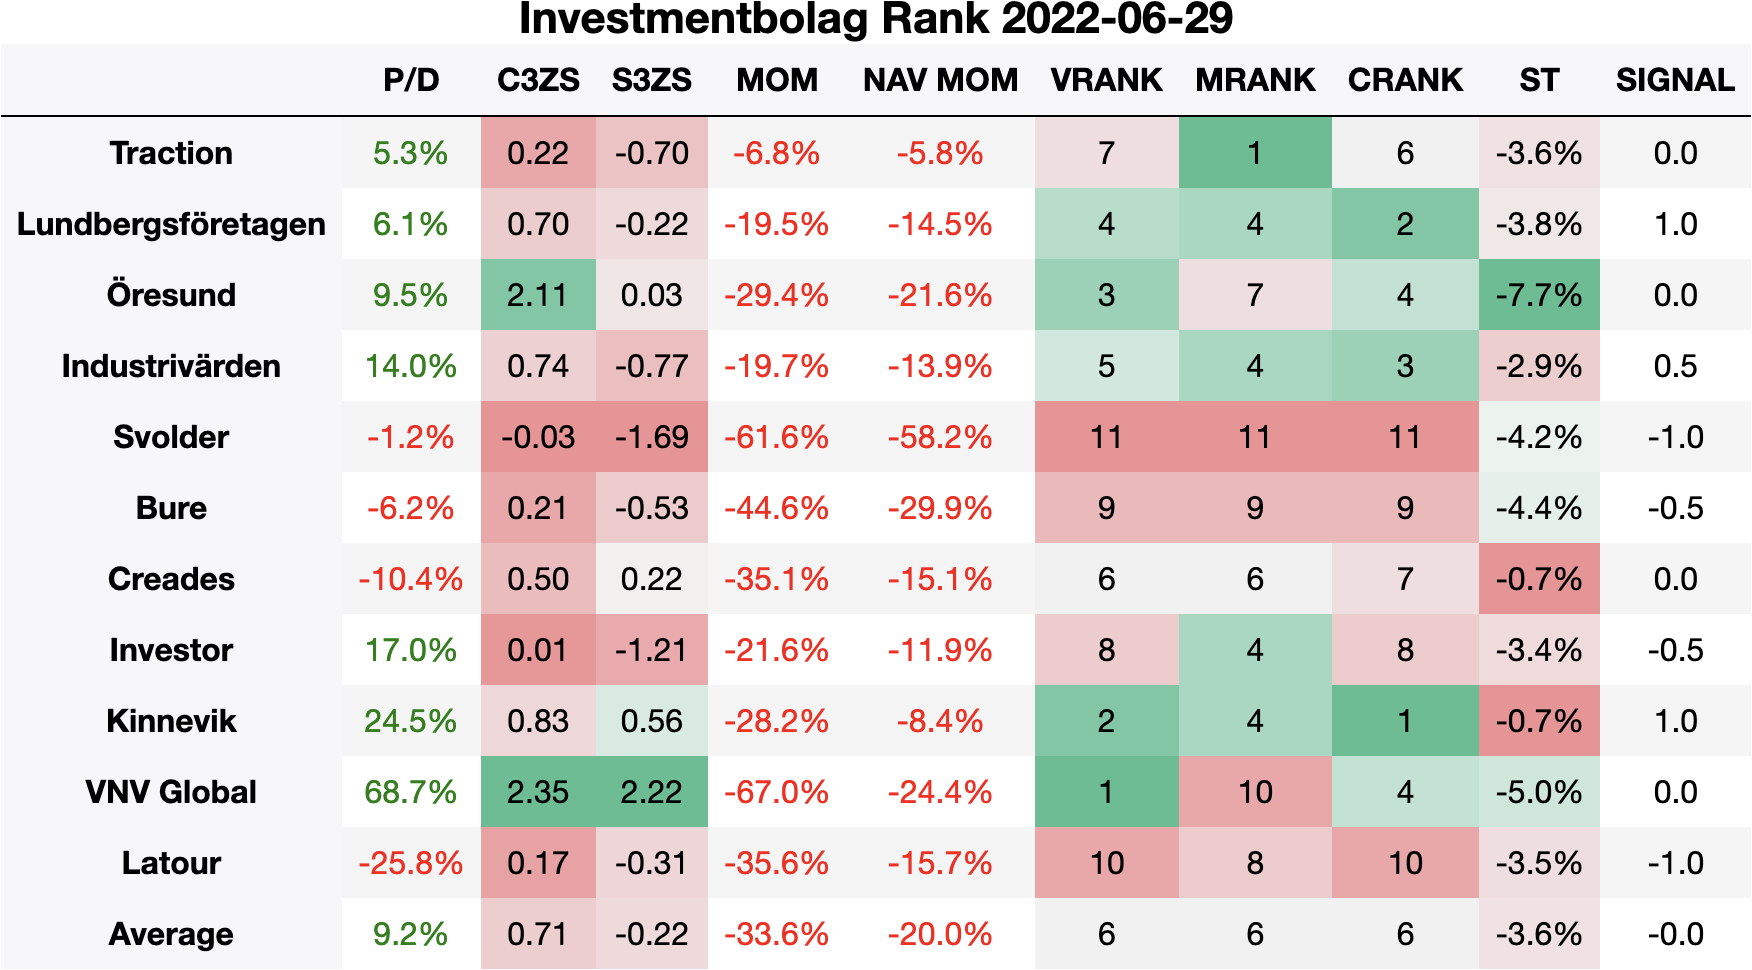 Investmentbolag Rank 2022-06-29
P/D C3ZS S3ZS MOM NAV MOM VRANK MRANK CRANK ST SIGNAL
Traction 5.3% 0.22 -0.70 -6.8% -5.8% 7 1 6 -3.6% 0.0
Lundbergsföretagen 6.1% 0.70 -0.22 -19.5% -14.5% 4 4 2 -3.8% 1.0
Öresund 9.5% 2.11 0.03 -29.4% -21.6% 3 7 4 -7.7% 0.0
Industrivärden 14.0% 0.74 -0.77 -19.7% -13.9% 5 4 3 -2.9% 0.5
Svolder -1.2% -0.03 -1.69 -61.6% -58.2% 11 11 11 -4.2% -1.0
Bure -6.2% 0.21 -0.53 -44.6% -29.9% 9 9 9 -4.4% -0.5
Creades -10.4% 0.50 0.22 -35.1% -15.1% 6 6 7 -0.7% 0.0
Investor 17.0% 0.01 -1.21 -21.6% -11.9% 8 4 8 -3.4% -0.5
Kinnevik 24.5% 0.83 0.56 -28.2% -8.4% 2 4 1 -0.7% 1.0
VNV Global 68.7% 2.35 2.22 -67.0% -24.4% 1 10 4 -5.0% 0.0
Latour -25.8% 0.17 -0.31 -35.6% -15.7% 10 8 10 -3.5% -1.0
Average 9.2% 0.71 -0.22 -33.6% -20.0% 6 6 6 -3.6% -0.0